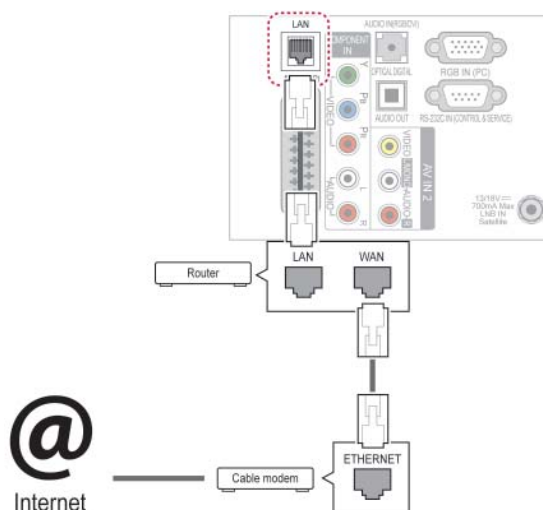 LAN
AUDIO IN(RGB/DVI)
COMPONENT
IN
Y
OPTICAL DIGITAL
RGB IN (PC)
PB
VIDEO
AUDIO OUT
RS-232C IN(CONTROL & SERVICE)
PR
VIDEO
L
AUDIO
R
AV IN 2
13/18V
700mA Max
LNB IN
Satellite
LAN
WAN
Router
@
ETHERNET
Cable modem
Internet